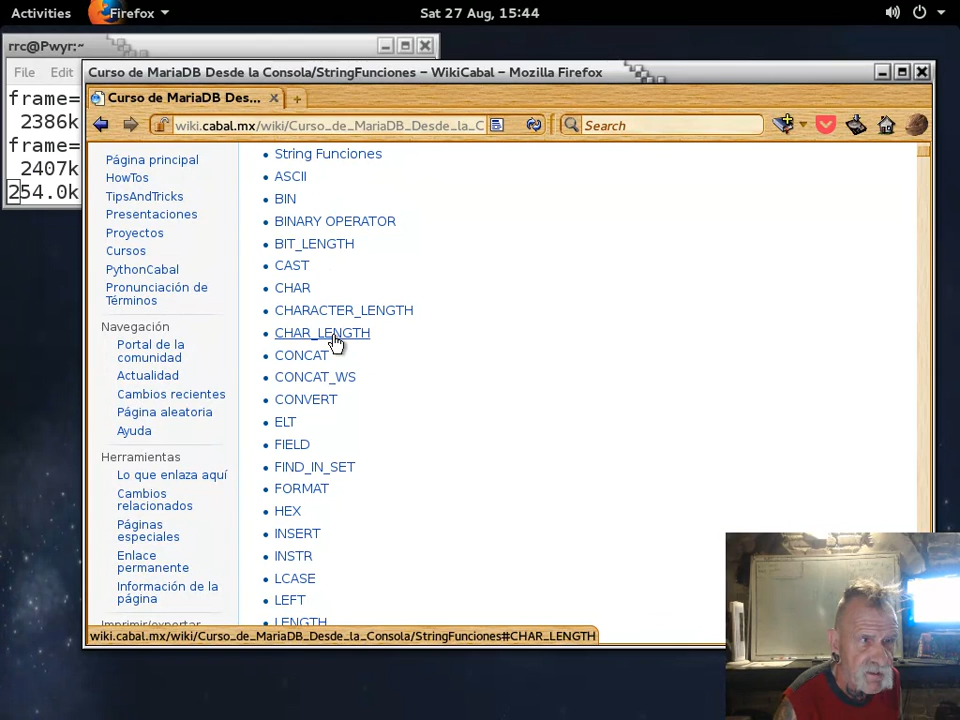 Activities Firefox Sat 27 Aug, 15:44
rrc@Pwyr:~
File Edit
frame=
2386k
frame=
2407k
254.0k
Curso de MariaDB Desde la Consola/StringFunciones – WikiCabal – Mozilla Firefox
Curso de MariaDB Des...
wiki.cabal.mx/wiki/Curso_de_MariaDB_Desde_la_C
Search
Página principal
HowTos
TipsAndTricks
Presentaciones
Proyectos
Cursos
PythonCabal
Pronunciación de
Términos
Navegación
Portal de la
comunidad
Actualidad
Cambios recientes
Página aleatoria
Ayuda
Herramientas
Lo que enlaza aquí
Cambios
relacionados
Páginas
especiales
Enlace
permanente
Información de la
página
Imprimir/exportar
String Funciones
ASCII
BIN
BINARY OPERATOR
BIT_LENGTH
CAST
CHAR
CHARACTER_LENGTH
CHAR_LENGTH
CONCAT
CONCAT_WS
CONVERT
ELT
FIELD
FIND_IN_SET
FORMAT
HEX
INSERT
INSTR
LCASE
LEFT
LENGTH
wiki.cabal.mx/wiki/Curso_de_MariaDB_Desde_la_Consola/StringFunciones#CHAR_LENGTH